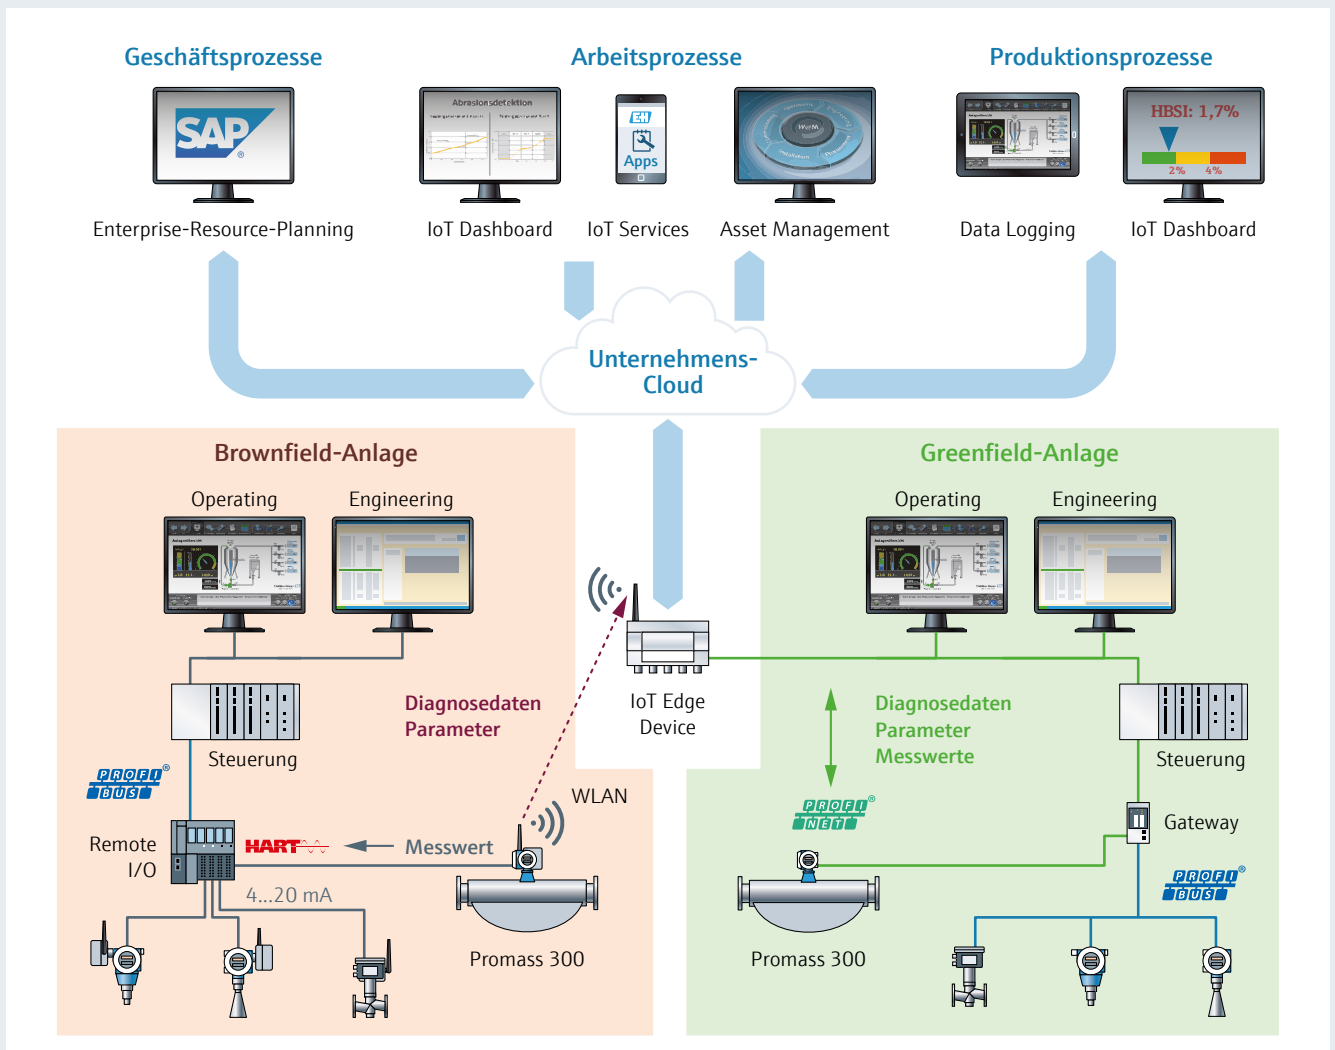 Geschäftsprozesse
Arbeitsprozesse
Produktionsprozesse
SAP
®
Abrasionsdetektion
E+H
Apps
W@M
HBSI: 1,7%
2% 4%
Enterprise-Resource-Planning
IoT Dashboard
IoT Services
Asset Management
Data Logging
IoT Dashboard
Unternehmens-
Cloud
Brownfield-Anlage
Operating
Engineering
Diagnosedaten
Parameter
Steuerung
PROFI
BUS
®
Remote
I/O
HART
Messwert
WLAN
4...20 mA
Promass 300
IoT Edge
Device
Greenfield-Anlage
Operating
Engineering
Diagnosedaten
Parameter
Messwerte
Steuerung
PROFI
NET
®
Gateway
PROFI
BUS
®
Promass 300